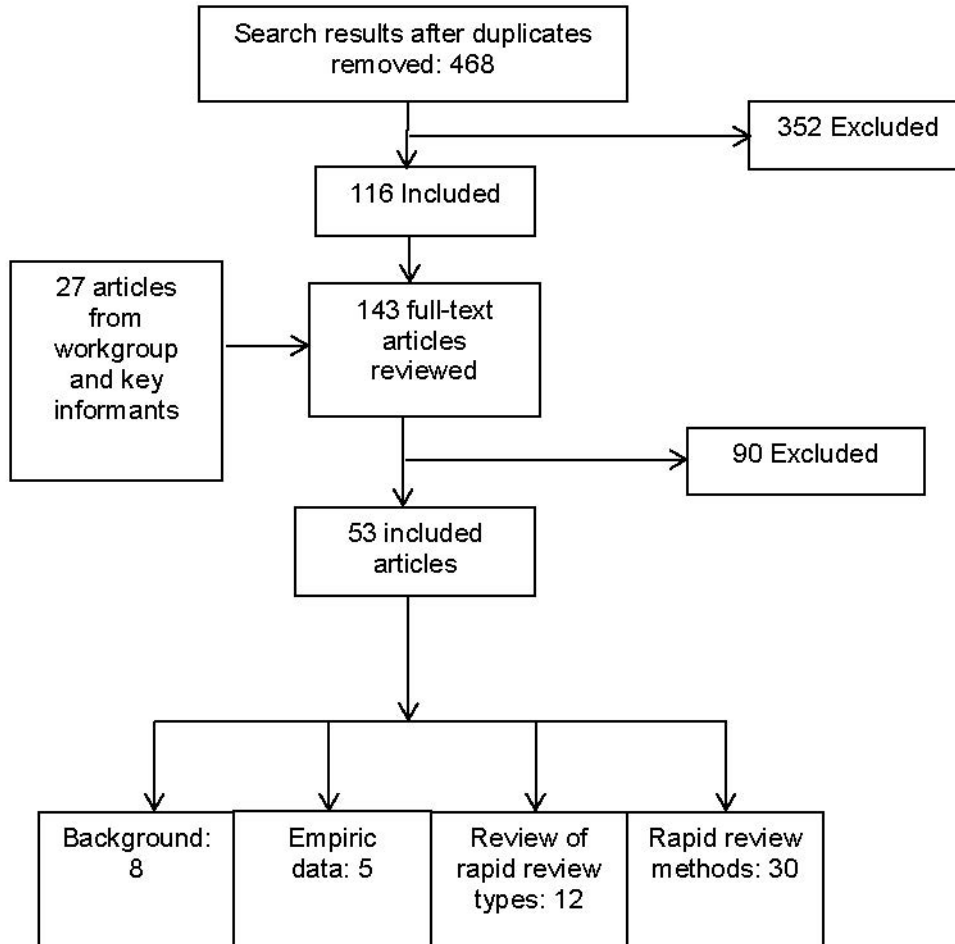 Search results after duplicates
removed: 468
352 Excluded
116 Included
27 articles
from
workgroup
and key
informants
143 full-text
articles
reviewed
90 Excluded
53 included
articles
Background:
8
Empiric
data: 5
Review of
rapid review
types: 12
Rapid review
methods: 30